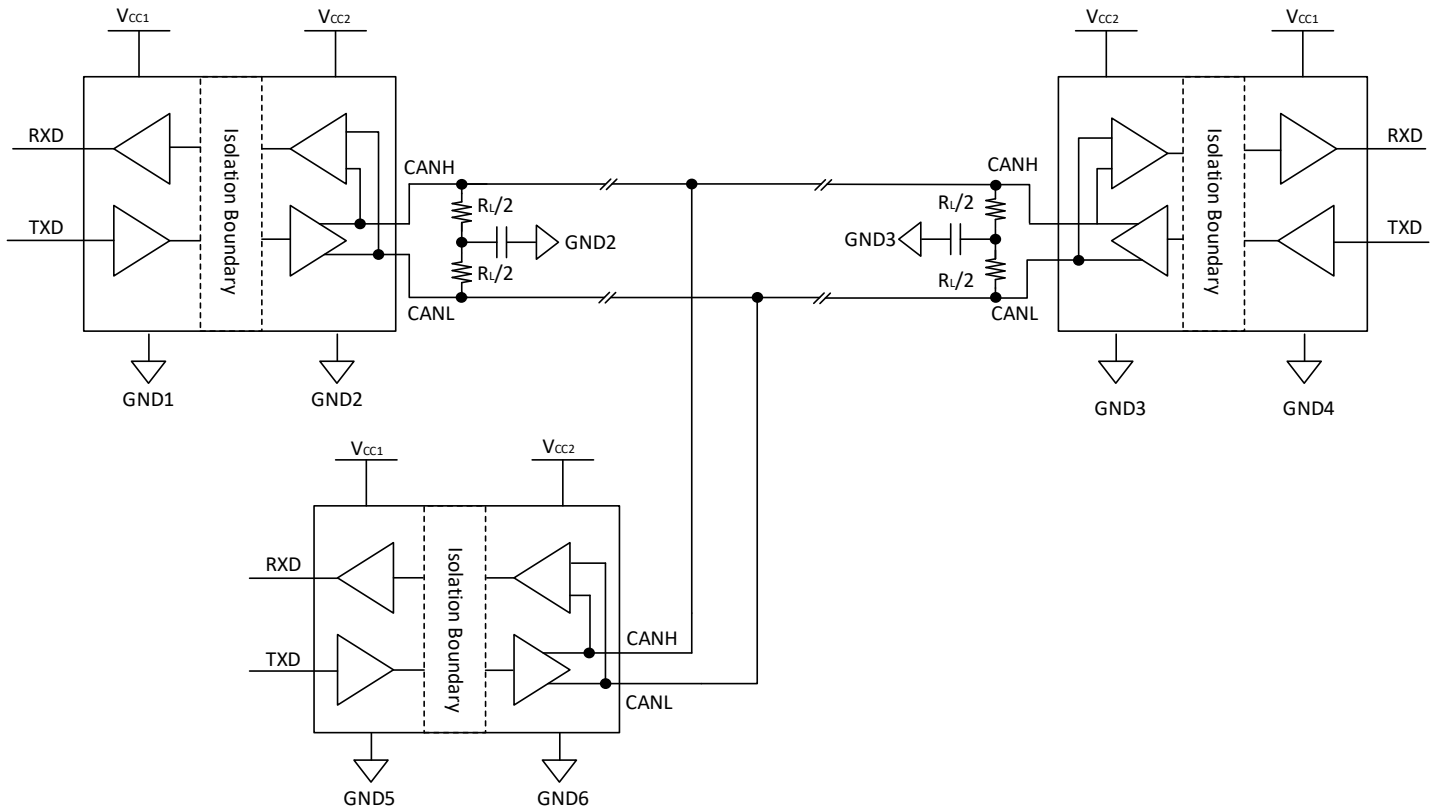 VCC1
VCC2
RXD
TXD
Isolation Boundary
GND1
GND2
CANH
CANL
RL/2
RL/2
GND2
VCC2
VCC1
CANH
CANL
RL/2
RL/2
GND3
Isolation Boundary
RXD
TXD
GND3
GND4
VCC1
VCC2
RXD
TXD
Isolation Boundary
CANH
CANL
GND5
GND6